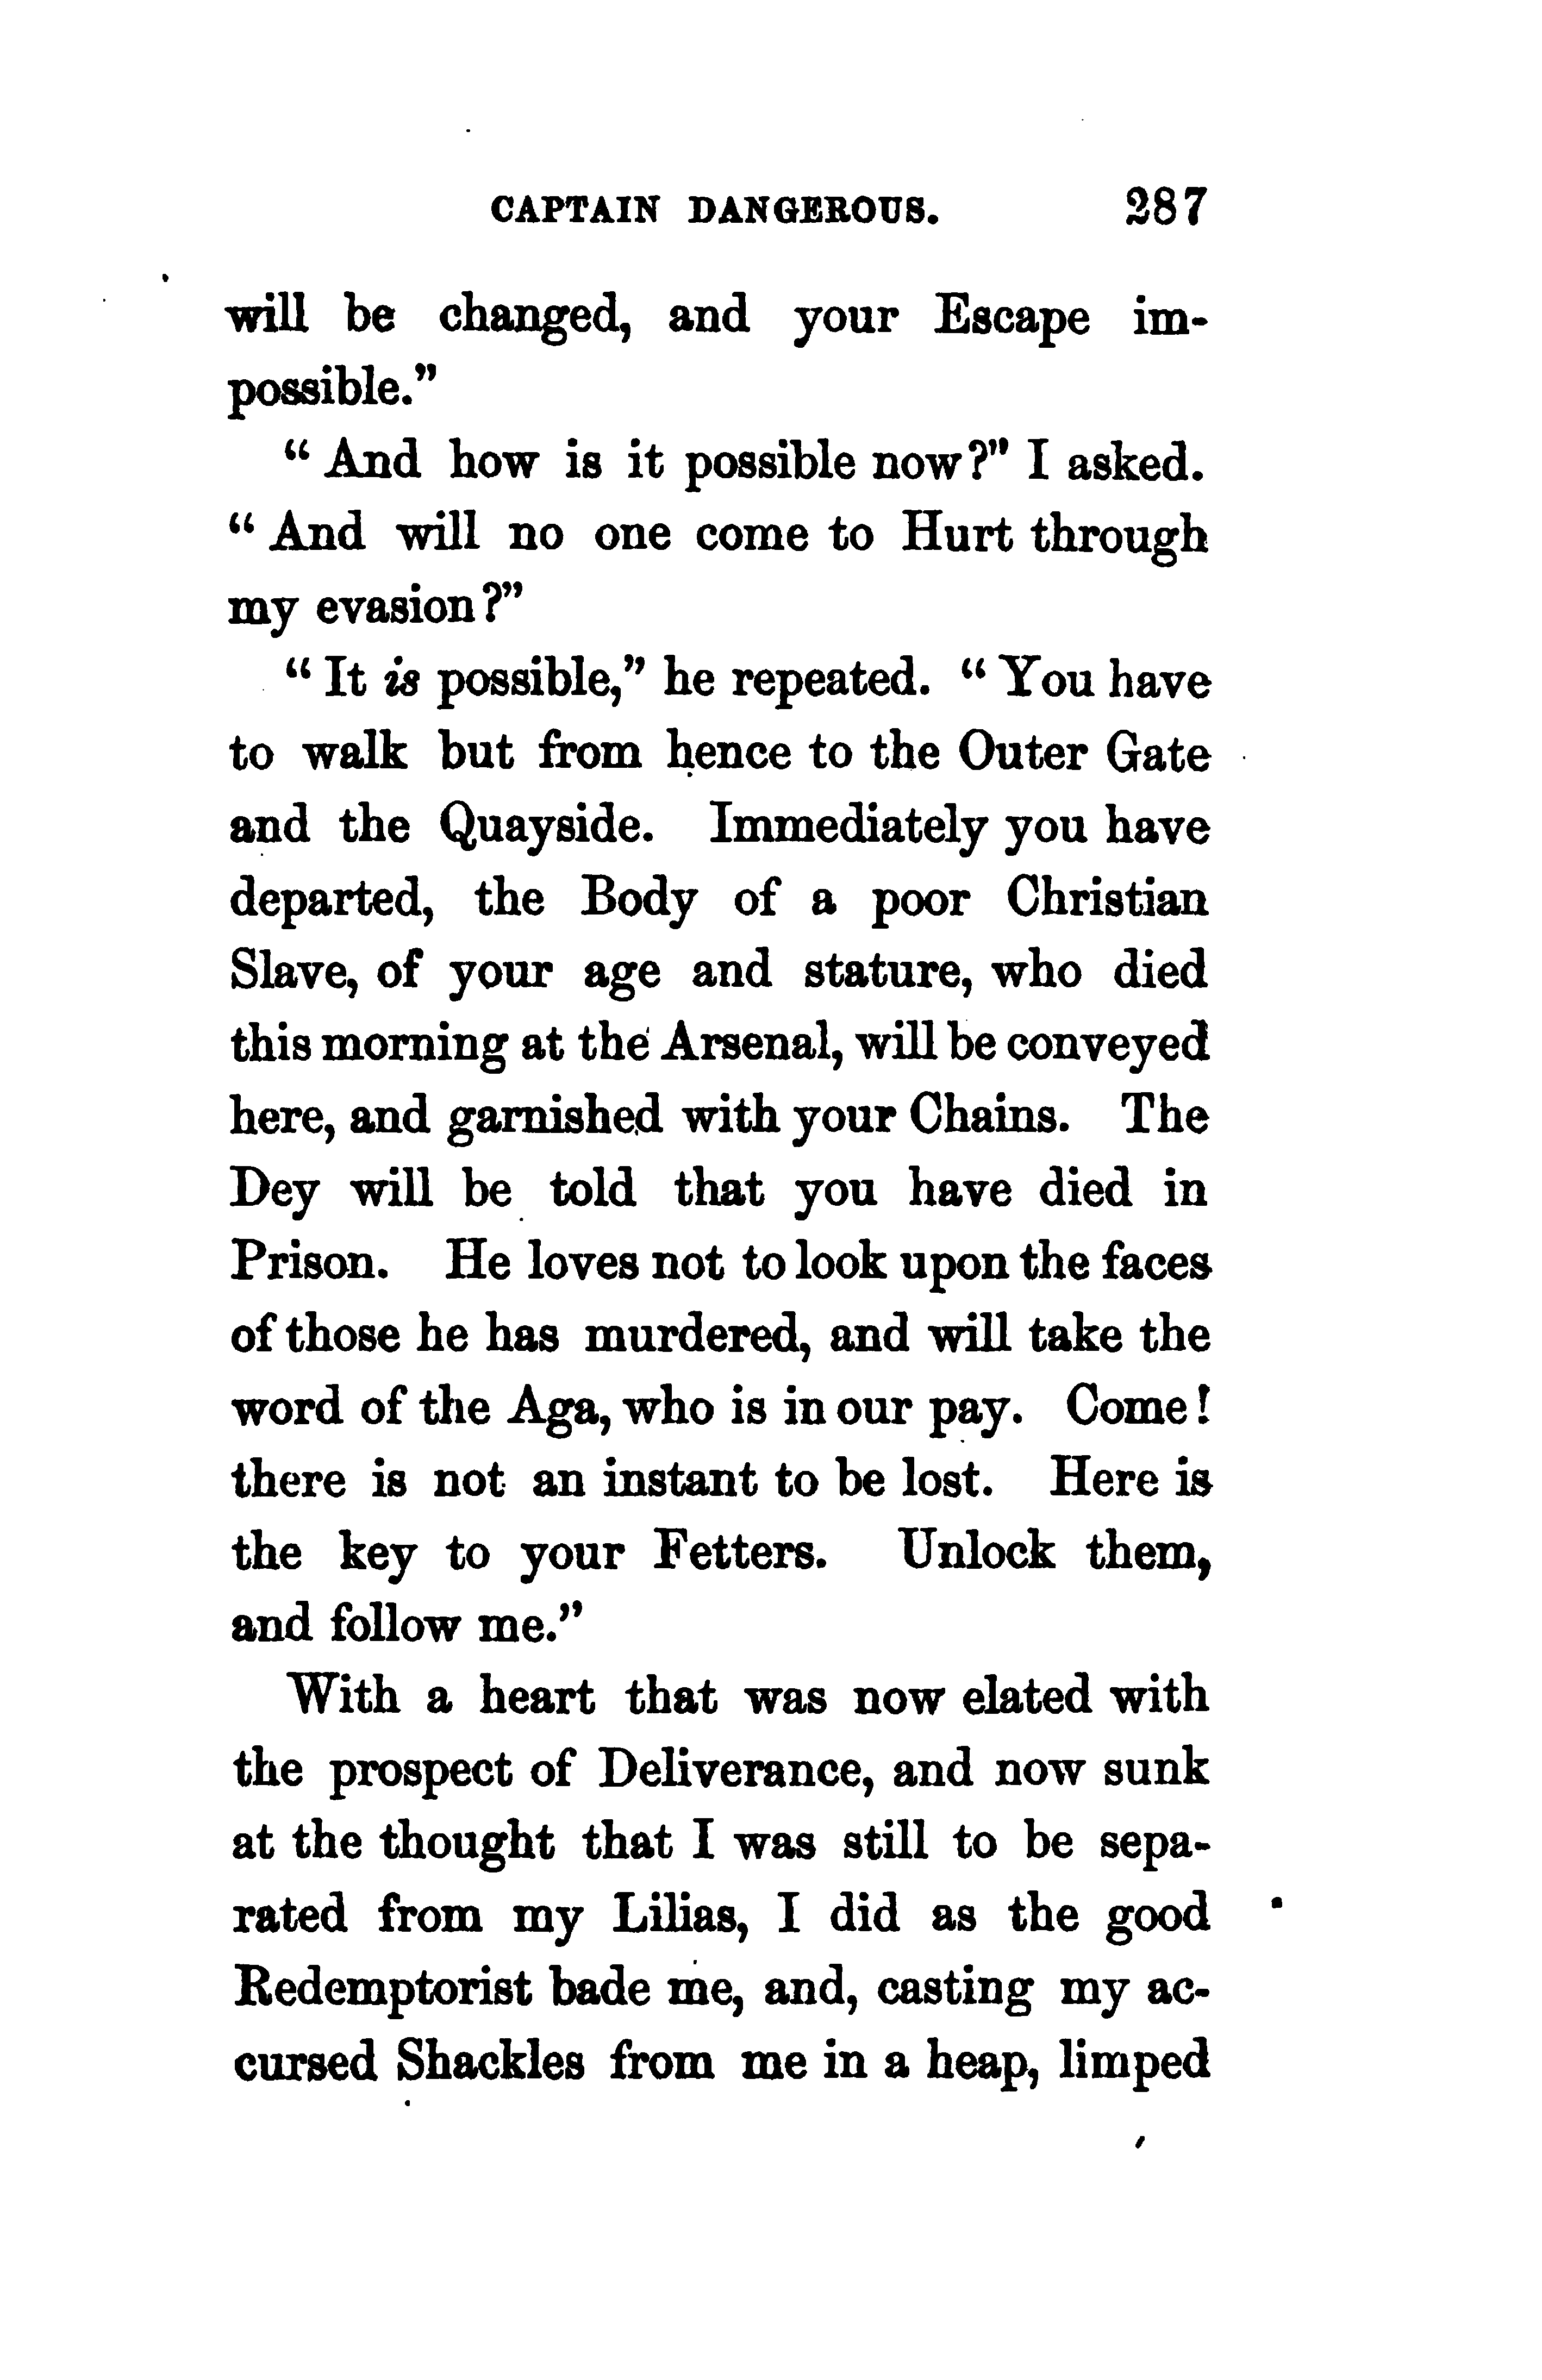 CAPTAIN DANGEROUS. 287
will be changed, and your Escape im-
possible.”
“ And how is it possible now?” I asked.
“ And will no one come to Hurt through
my evasion?”
“ It is possible,” he repeated. “ You have
to walk but from hence to the Outer Gate
and the Quayside. Immediately you have
departed, the Body of a poor Christian
Slave, of your age and stature, who died
this morning at the Arsenal, will be conveyed
here, and garnished with your Chains. The
Dey will be told that you have died in
Prison. He loves not to look upon the faces
of those he has murdered, and will take the
word of the Aga, who is in our pay. Come!
there is not an instant to be lost. Here is
the key to your Fetters. Unlock them,
and follow me.”
With a heart that was now elated with
the prospect of Deliverance, and now sunk
at the thought that I was still to be sepa-
rated from my Lilias, I did as the good
Redemptorist bade me, and, casting my ac-
cursed Shackles from me in a heap, limped